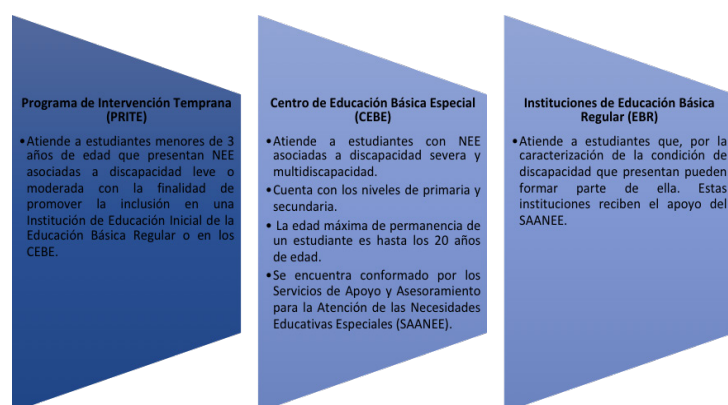 Programa de Intervención Temprana
(PRITE)
•Atiende a estudiantes menores de 3
años de edad que presentan NEE
asociadas a discapacidad leve o
moderada con la finalidad de
promover la inclusión en una
Institución de Educación Inicial de la
Educación Básica Regular o en los
CEBE.
Centro de Educación Básica Especial
(CEBE)
•Atiende a estudiantes con NEE
asociadas a discapacidad severa y
multidiscapacidad.
•Cuenta con los niveles de primaria y
secundaria.
• La edad máxima de permanencia de
un estudiante es hasta los 20 años
de edad.
•Se encuentra conformado por los
Servicios de Apoyo y Asesoramiento
para la Atención de las Necesidades
Educativas Especiales (SAANEE).
Instituciones de Educación Básica
Regular (EBR)
•Atiende a estudiantes que, por la
caracterización de la condición de
discapacidad que presentan pueden
formar parte de ella. Estas
instituciones reciben el apoyo del
SAANEE.